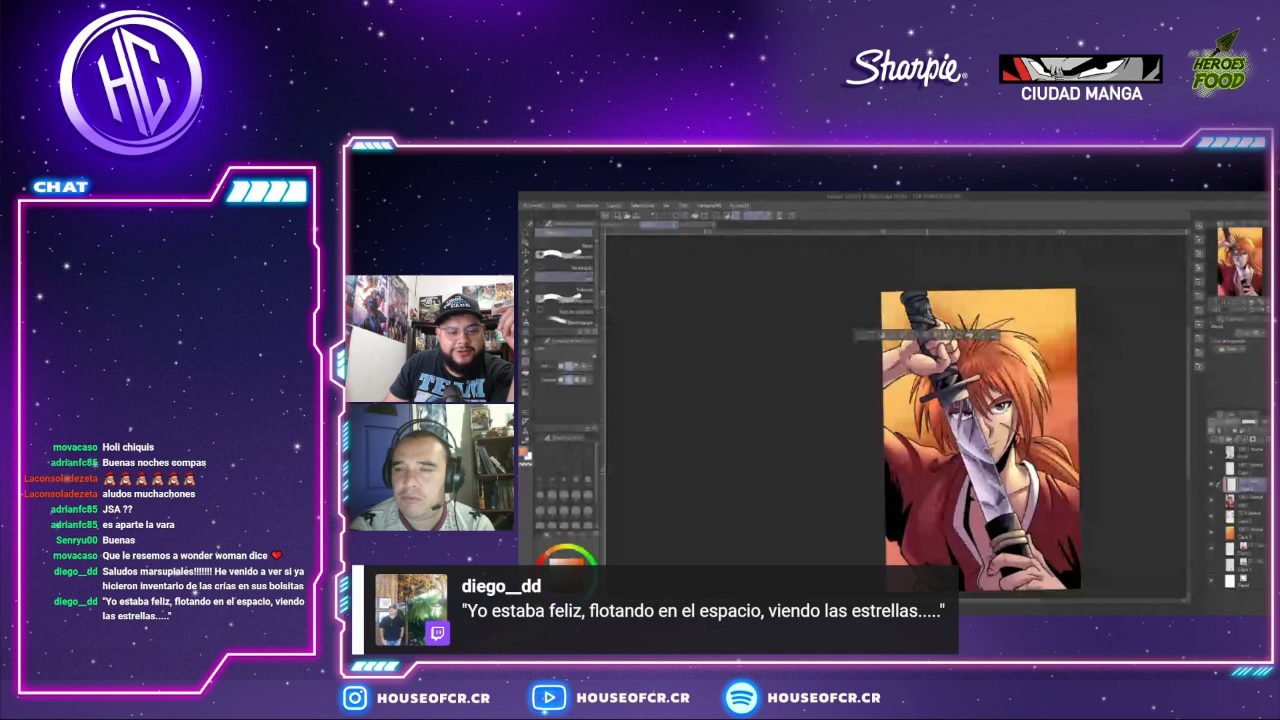 HC
Sharpie®
CIUDAD MANGA
HEROES
FOOD
CHAT
movacaso Holi chiquis
adrianfc85 Buenas noches compas
Laconsoladezeta
Laconsoladezeta aludos muchachones
adrianfc85 JSA ??
adrianfc85 es aparte la vara
Senryu00 Buenas
movacaso Que le resemos a wonder woman dice ❤️
diego__dd Saludos marsupiales!!!!!!! He venido a ver si ya
hicieron inventario de las crías en sus bolsitas
diego__dd "Yo estaba feliz, flotando en el espacio, viendo
las estrellas....."
CLUB
TEAM
diego__dd
"Yo estaba feliz, flotando en el espacio, viendo las estrellas....."
HOUSEOFCR.CR
HOUSEOFCR.CR
HOUSEOFCR.CR